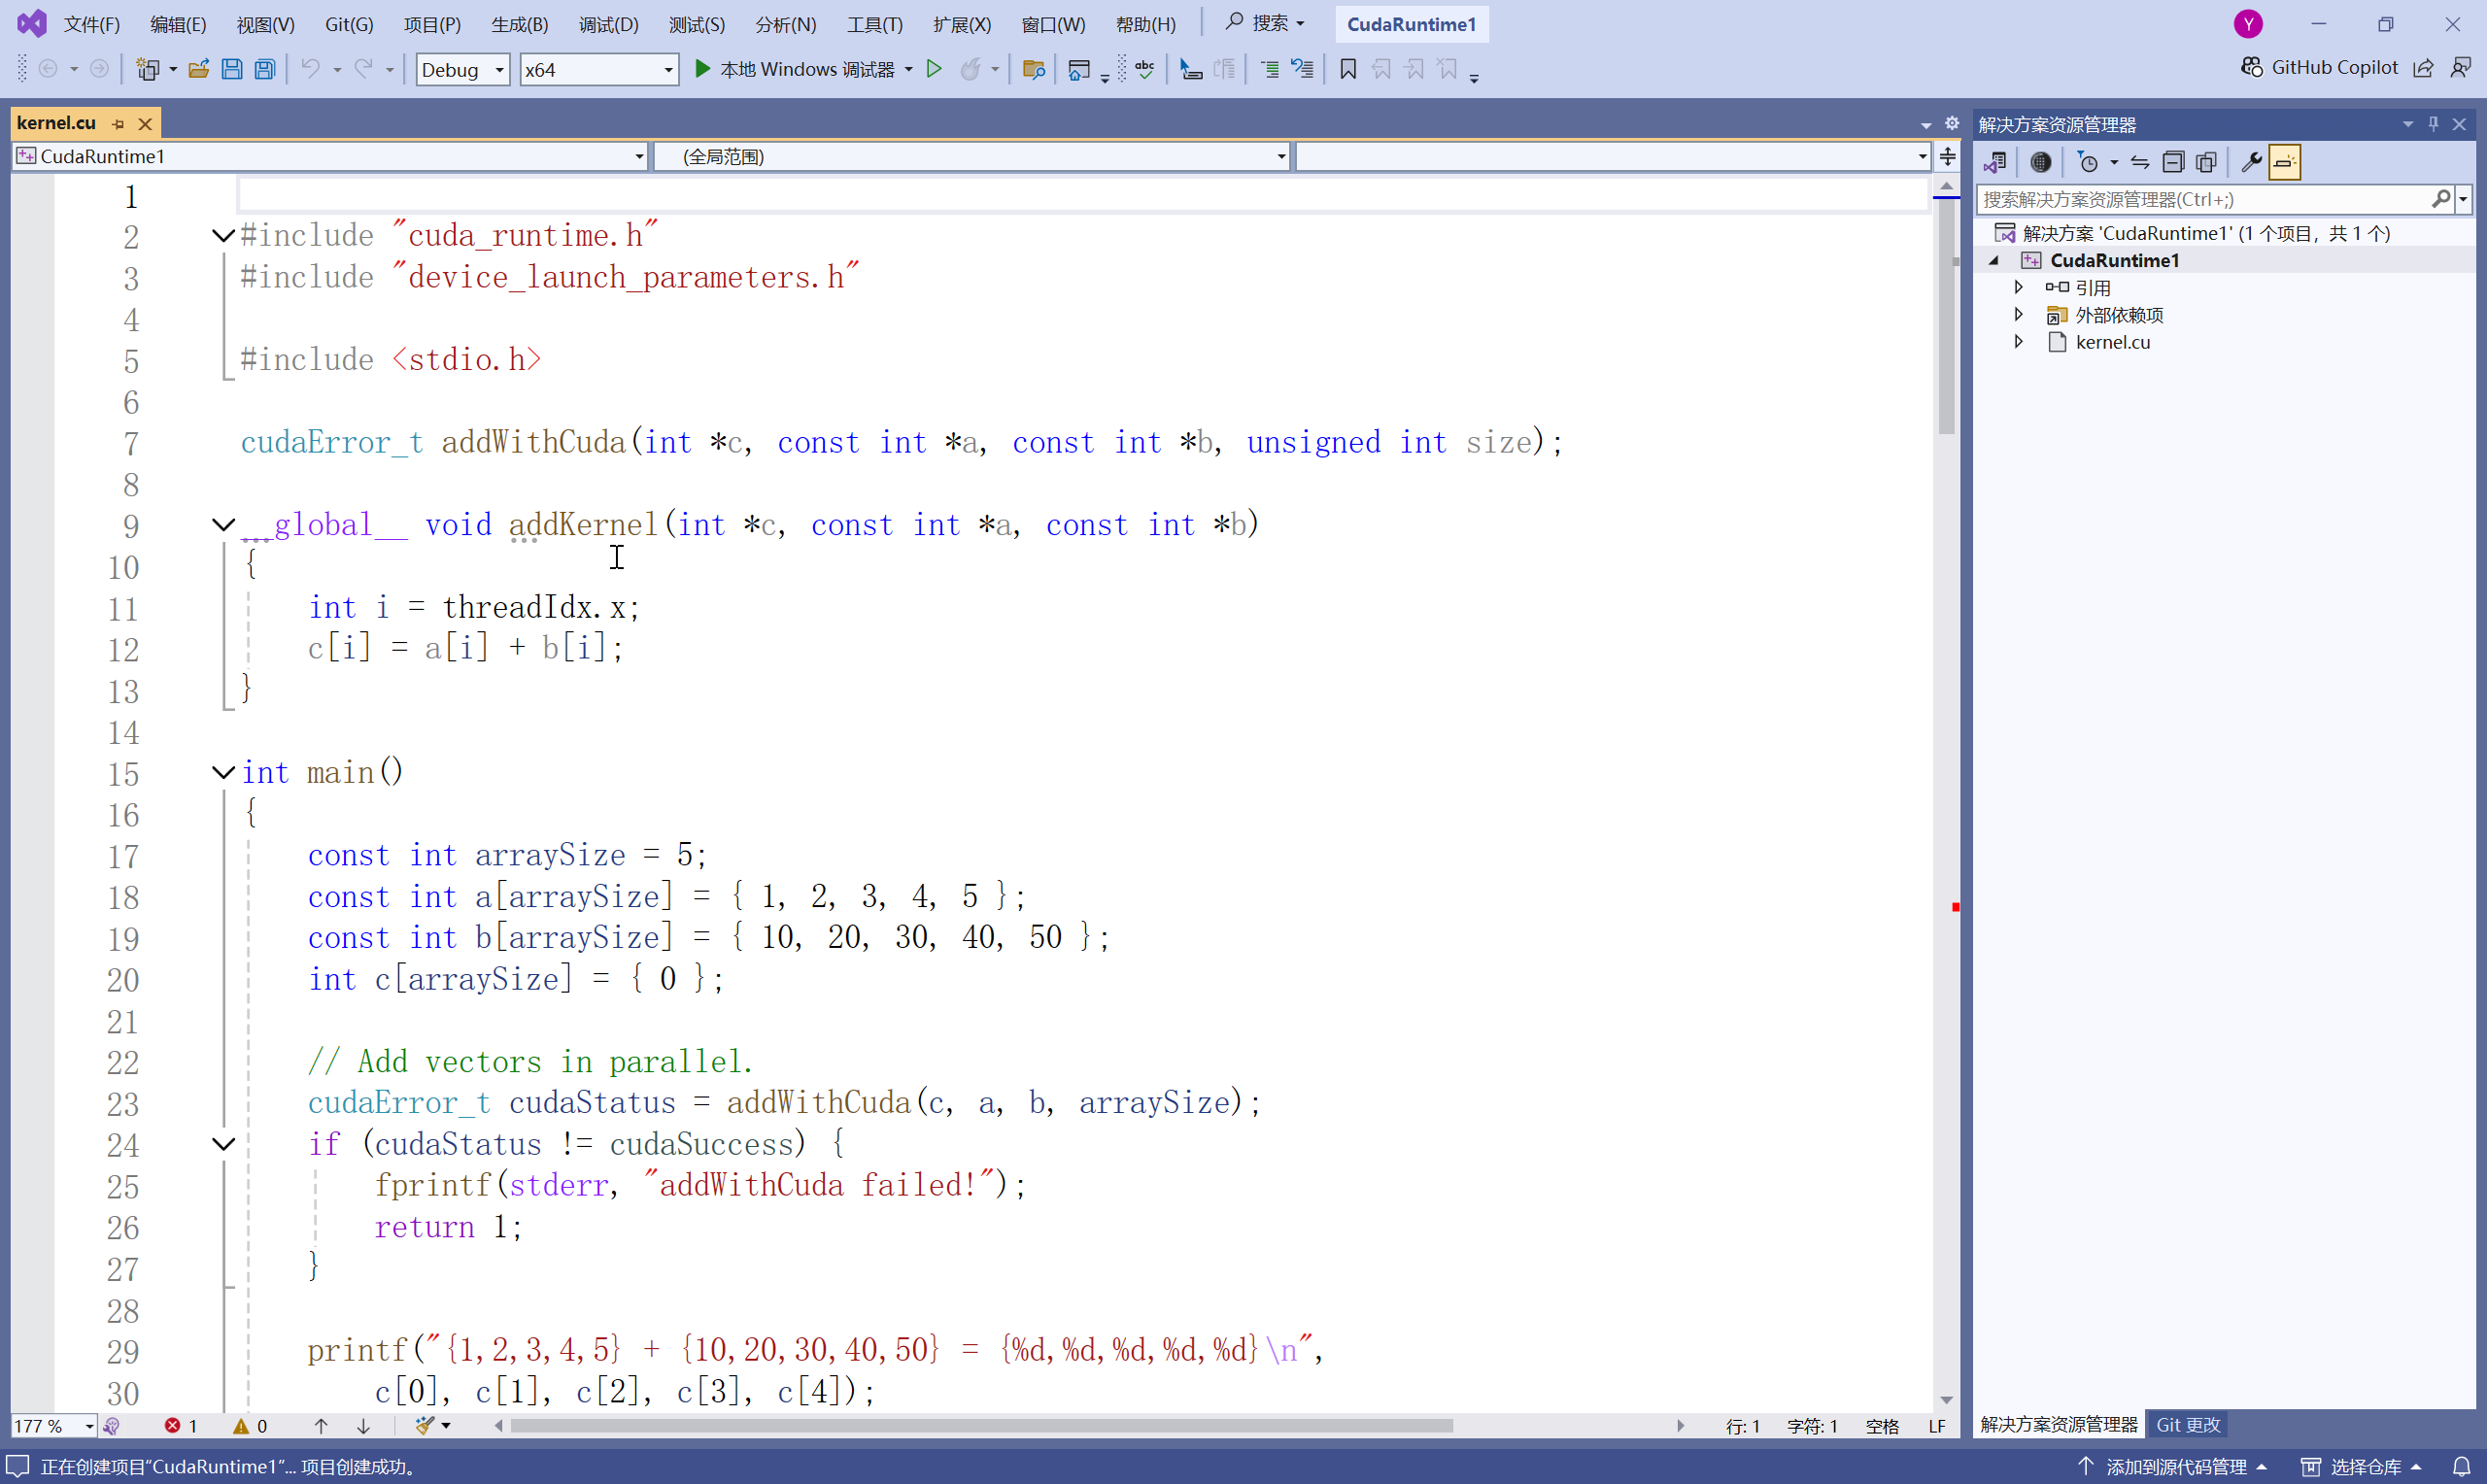 文件(F) 编辑(E) 视图(V) Git(G) 项目(P) 生成(B) 调试(D) 测试(S) 分析(N) 工具(T) 扩展(X) 窗口(W) 帮助(H) 搜索 CudaRuntime1 Y
Debug x64 本地 Windows 调试器 abc GitHub Copilot
kernel.cu
CudaRuntime1 (全局范围)
1
2 #include "cuda_runtime.h"
3 #include "device_launch_parameters.h"
4
5 #include <stdio.h>
6
7 cudaError_t addWithCuda(int *c, const int *a, const int *b, unsigned int size);
8
9 __global__ void addKernel(int *c, const int *a, const int *b)
10 {
11     int i = threadIdx.x;
12     c[i] = a[i] + b[i];
13 }
14
15 int main()
16 {
17     const int arraySize = 5;
18     const int a[arraySize] = { 1, 2, 3, 4, 5 };
19     const int b[arraySize] = { 10, 20, 30, 40, 50 };
20     int c[arraySize] = { 0 };
21
22     // Add vectors in parallel.
23     cudaError_t cudaStatus = addWithCuda(c, a, b, arraySize);
24     if (cudaStatus != cudaSuccess) {
25         fprintf(stderr, "addWithCuda failed!");
26         return 1;
27     }
28
29     printf("{1,2,3,4,5} + {10,20,30,40,50} = {%d,%d,%d,%d,%d}\n",
30         c[0], c[1], c[2], c[3], c[4]);
177 % 1 0 行: 1 字符: 1 空格 LF
解决方案资源管理器
搜索解决方案资源管理器(Ctrl+;)
解决方案 'CudaRuntime1' (1 个项目，共 1 个)
CudaRuntime1
引用
外部依赖项
kernel.cu
解决方案资源管理器 Git 更改
正在创建项目"CudaRuntime1"... 项目创建成功。 添加到源代码管理 选择仓库